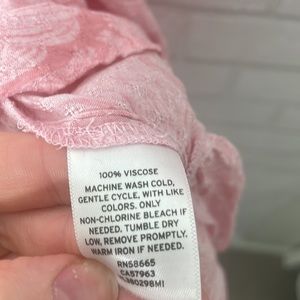 100% VISCOSE
MACHINE WASH COLD,
GENTLE CYCLE, WITH LIKE
COLORS. ONLY
NON-CHLORINE BLEACH IF
NEEDED. TUMBLE DRY
LOW, REMOVE PROMPTLY.
WARM IRON IF NEEDED.
RN58665
CA57963